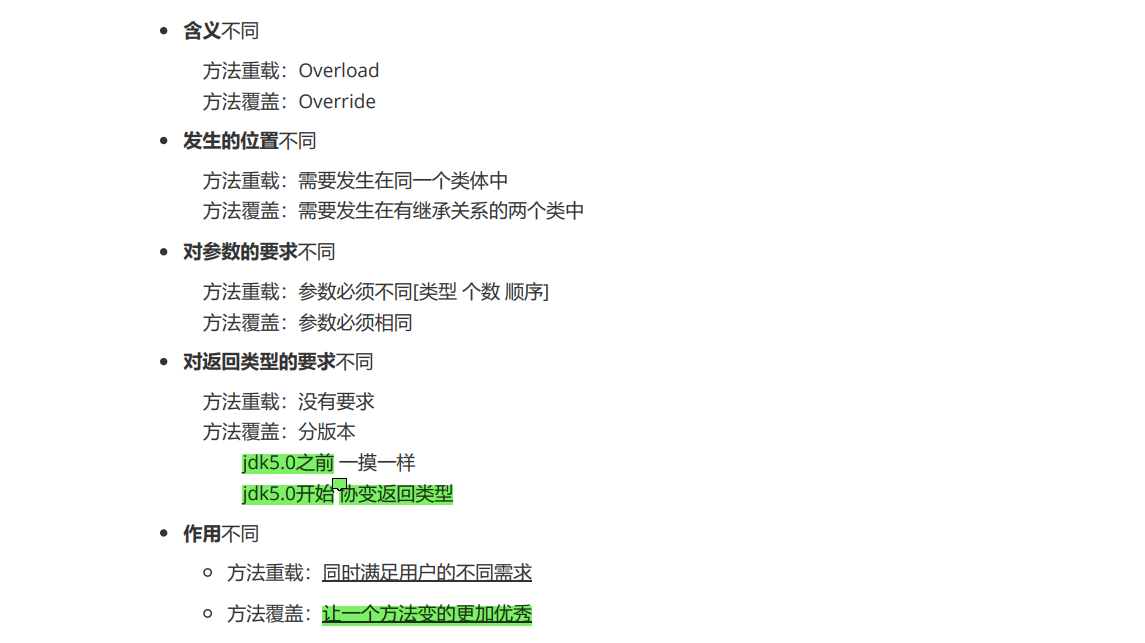 含义不同
方法重载：Overload
方法覆盖：Override
发生的位置不同
方法重载：需要发生在同一个类体中
方法覆盖：需要发生在有继承关系的两个类中
对参数的要求不同
方法重载：参数必须不同[类型 个数 顺序]
方法覆盖：参数必须相同
对返回类型的要求不同
方法重载：没有要求
方法覆盖：分版本
jdk5.0之前 一摸一样
jdk5.0开始 协变返回类型
作用不同
方法重载：同时满足用户的不同需求
方法覆盖：让一个方法变的更加优秀